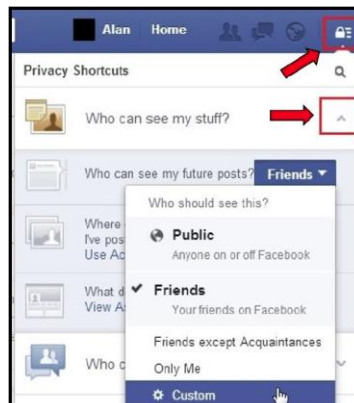 Alan Home
Privacy Shortcuts
Who can see my stuff?
Who can see my future posts? Friends
Who should see this?
Public
Anyone on or off Facebook
Friends
Your friends on Facebook
Friends except Acquaintances
Only Me
Custom
Where
I've pos
Use Ac
What d
View As
Who c